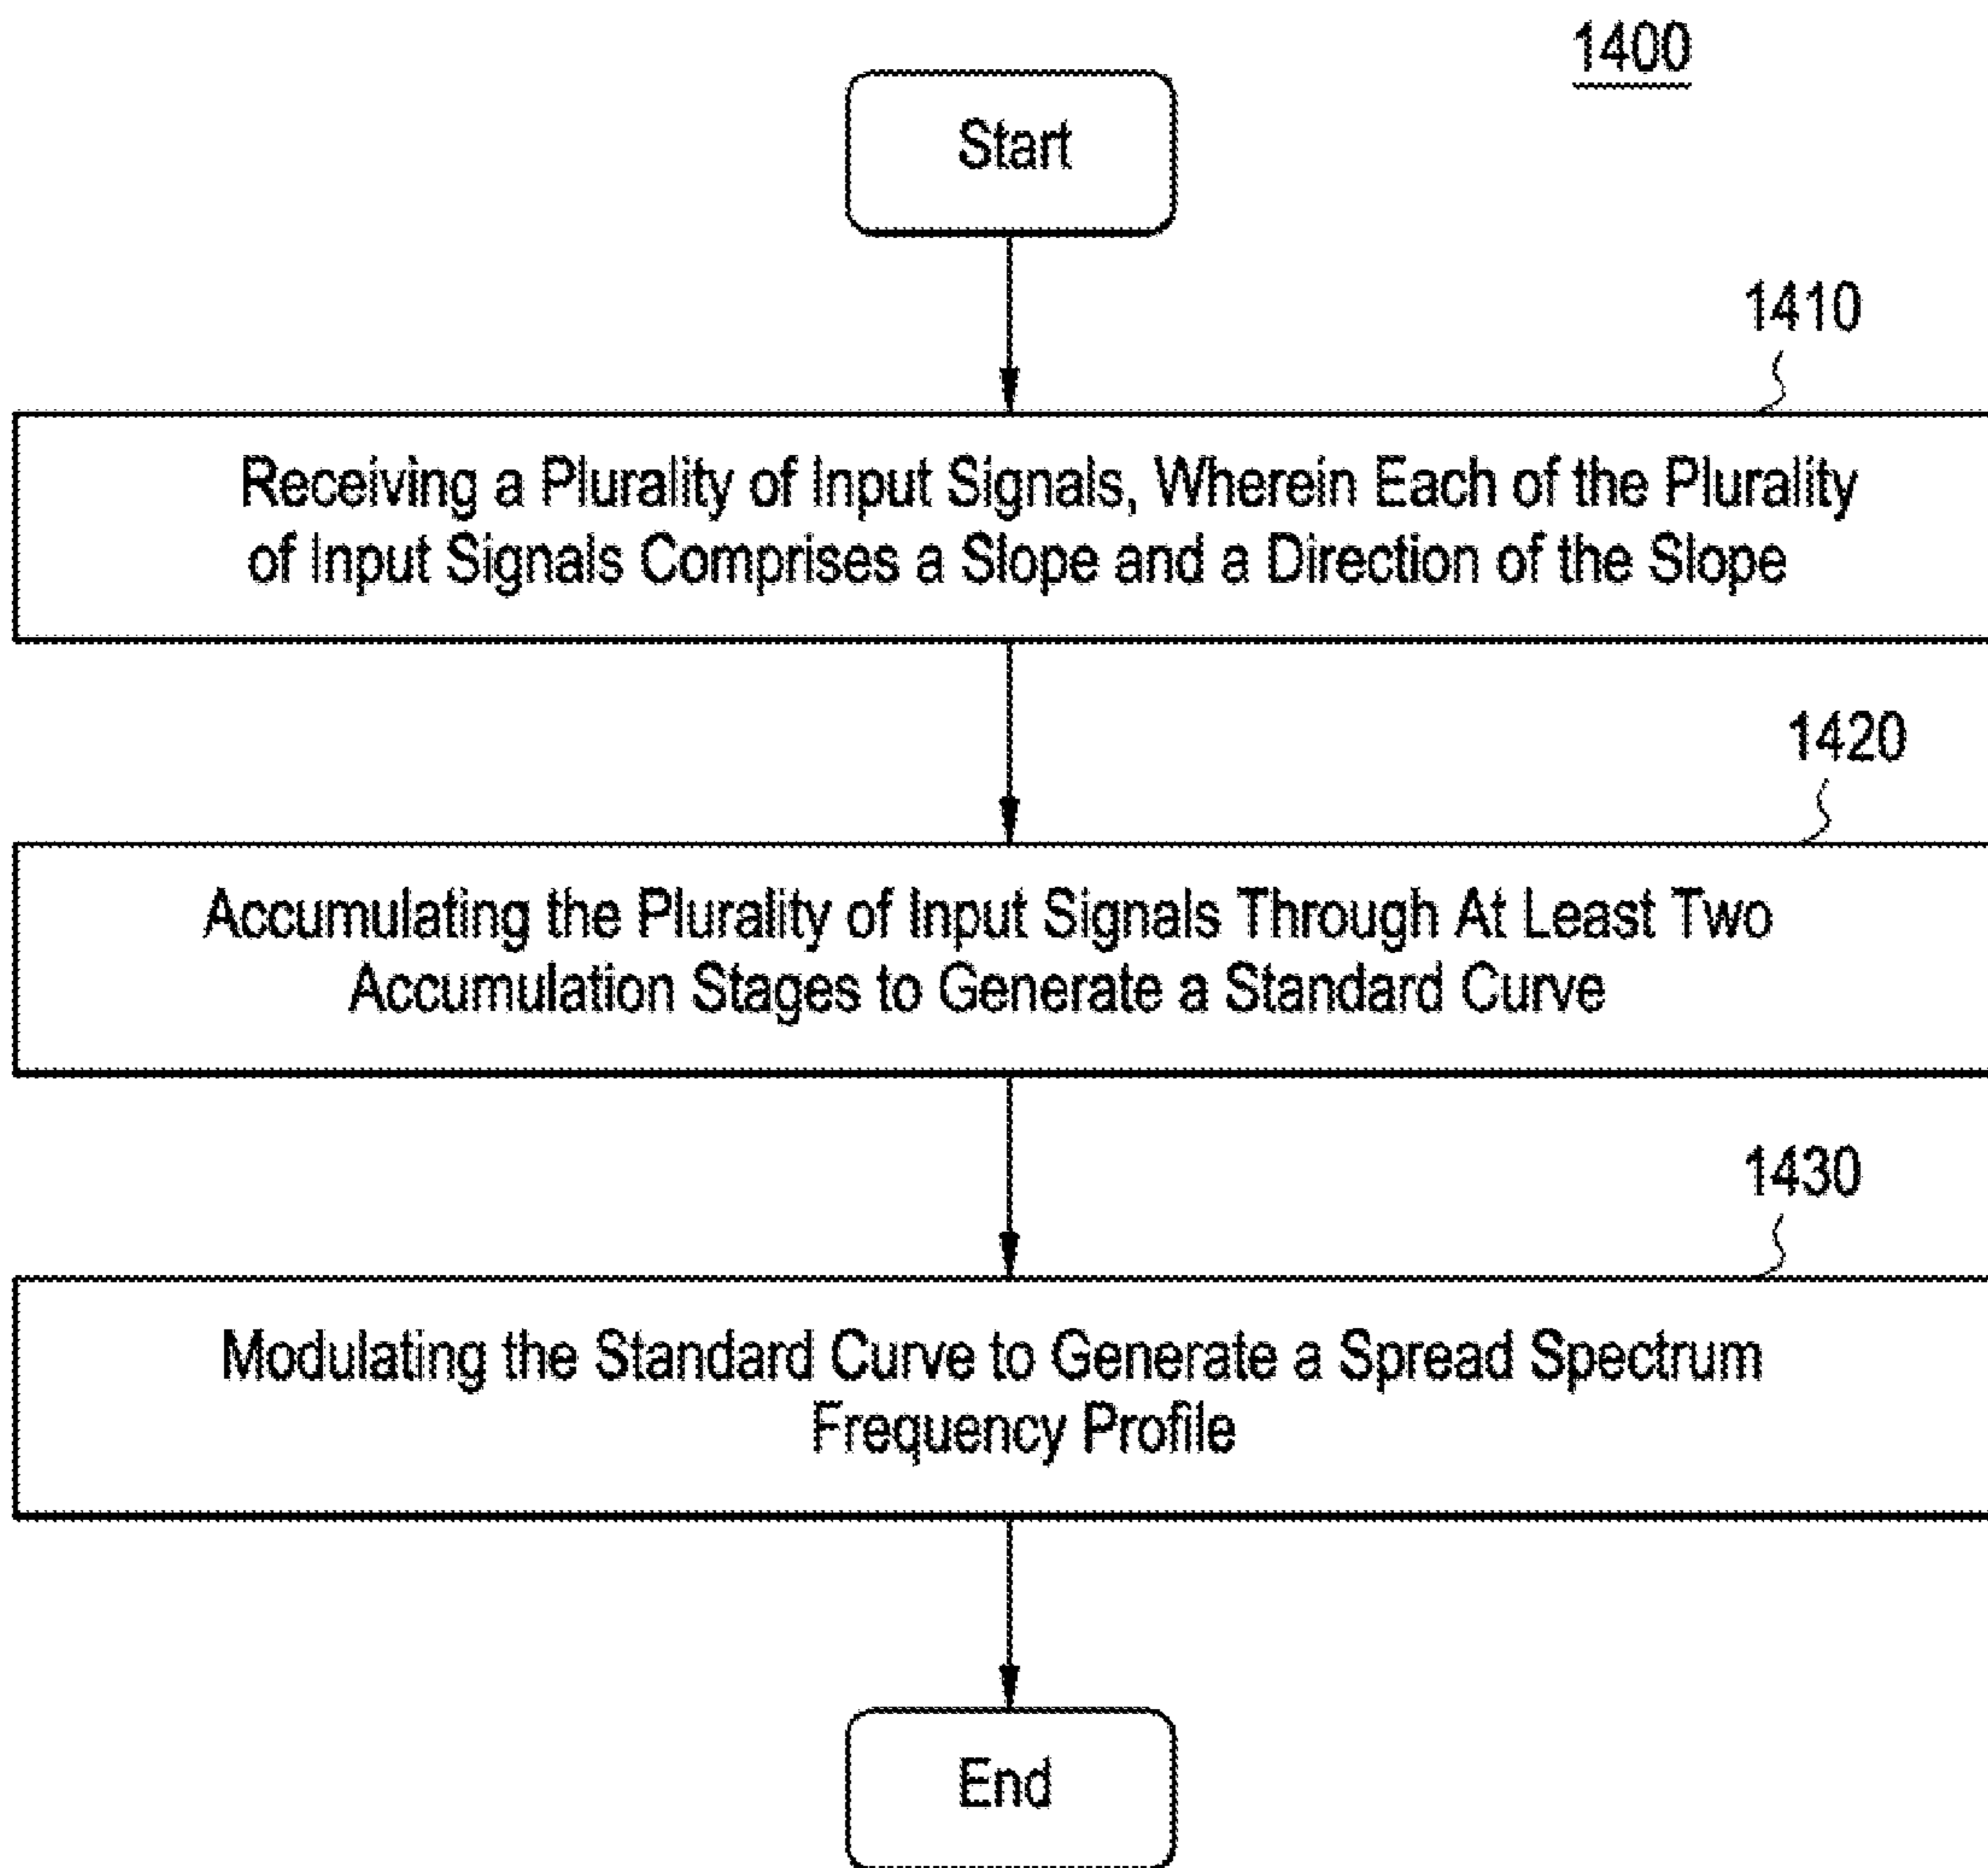 1400
Start
1410
Receiving a Plurality of Input Signals, Wherein Each of the Plurality
of Input Signals Comprises a Slope and a Direction of the Slope
1420
Accumulating the Plurality of Input Signals Through At Least Two
Accumulation Stages to Generate a Standard Curve
1430
Modulating the Standard Curve to Generate a Spread Spectrum
Frequency Profile
End